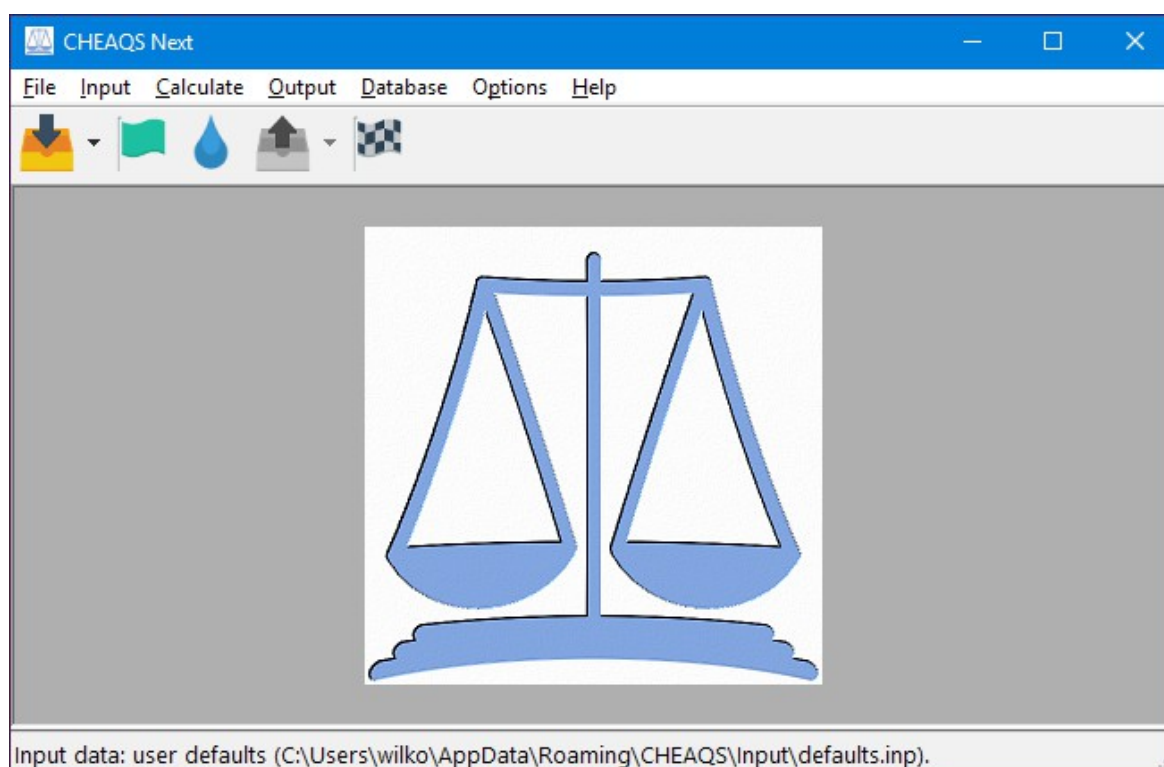 CHEAQS Next
File Input Calculate Output Database Options Help
Input data: user defaults (C:\Users\wilko\AppData\Roaming\CHEAQS\Input\defaults.inp).